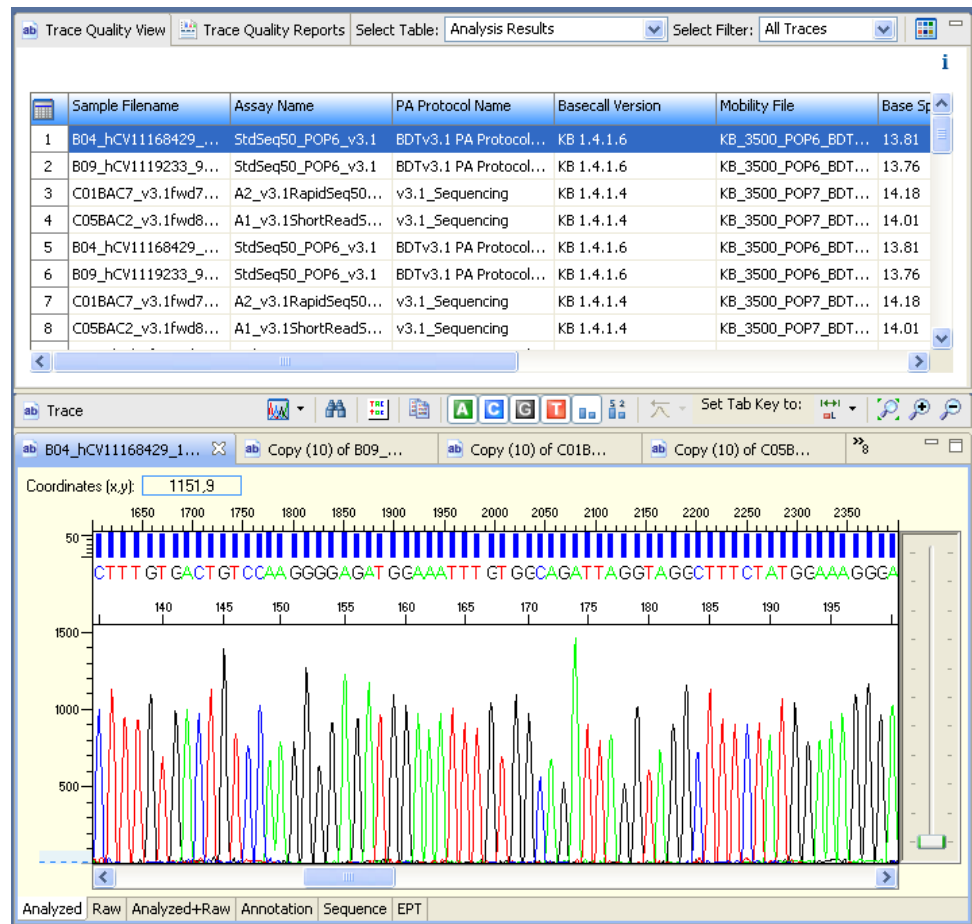 Trace Quality View Trace Quality Reports Select Table: Analysis Results Select Filter: All Traces
i
Sample Filename Assay Name PA Protocol Name Basecall Version Mobility File Base Sp
1 B04_hCV11168429_... StdSeq50_POP6_v3.1 BDTv3.1 PA Protocol... KB 1.4.1.6 KB_3500_POP6_BDT... 13.81
2 B09_hCV1119233_9... StdSeq50_POP6_v3.1 BDTv3.1 PA Protocol... KB 1.4.1.6 KB_3500_POP6_BDT... 13.76
3 C01BAC7_v3.1fwd7... A2_v3.1RapidSeq50... v3.1_Sequencing KB 1.4.1.4 KB_3500_POP7_BDT... 14.18
4 C05BAC2_v3.1fwd8... A1_v3.1ShortReadS... v3.1_Sequencing KB 1.4.1.4 KB_3500_POP7_BDT... 14.01
5 B04_hCV11168429_... StdSeq50_POP6_v3.1 BDTv3.1 PA Protocol... KB 1.4.1.6 KB_3500_POP6_BDT... 13.81
6 B09_hCV1119233_9... StdSeq50_POP6_v3.1 BDTv3.1 PA Protocol... KB 1.4.1.6 KB_3500_POP6_BDT... 13.76
7 C01BAC7_v3.1fwd7... A2_v3.1RapidSeq50... v3.1_Sequencing KB 1.4.1.4 KB_3500_POP7_BDT... 14.18
8 C05BAC2_v3.1fwd8... A1_v3.1ShortReadS... v3.1_Sequencing KB 1.4.1.4 KB_3500_POP7_BDT... 14.01
ab Trace A C G T Set Tab Key to:
ab B04_hCV11168429_1... ab Copy (10) of B09_... ab Copy (10) of C01B... ab Copy (10) of C05B... »8
Coordinates (x,y): 1151,9
1650 1700 1750 1800 1850 1900 1950 2000 2050 2100 2150 2200 2250 2300 2350
50
CTTTGTGACTGTCCAAGGGGAGATGGAAATTTGTGGCAGATTAGGTAGGCTTTCTATGGAAAGGGA
140 145 150 155 160 165 170 175 180 185 190 195
1500
1000
500
Analyzed Raw Analyzed+Raw Annotation Sequence EPT